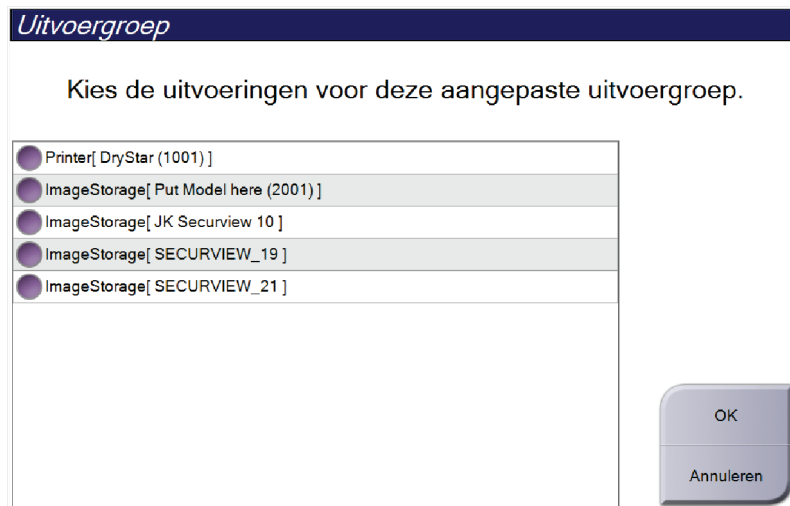 Uitvoergroep
Kies de uitvoeringen voor deze aangepaste uitvoergroep.
Printer[ DryStar (1001) ]
ImageStorage[ Put Model here (2001) ]
ImageStorage[ JK Securview 10 ]
ImageStorage[ SECURVIEW_19 ]
ImageStorage[ SECURVIEW_21 ]
OK
Annuleren